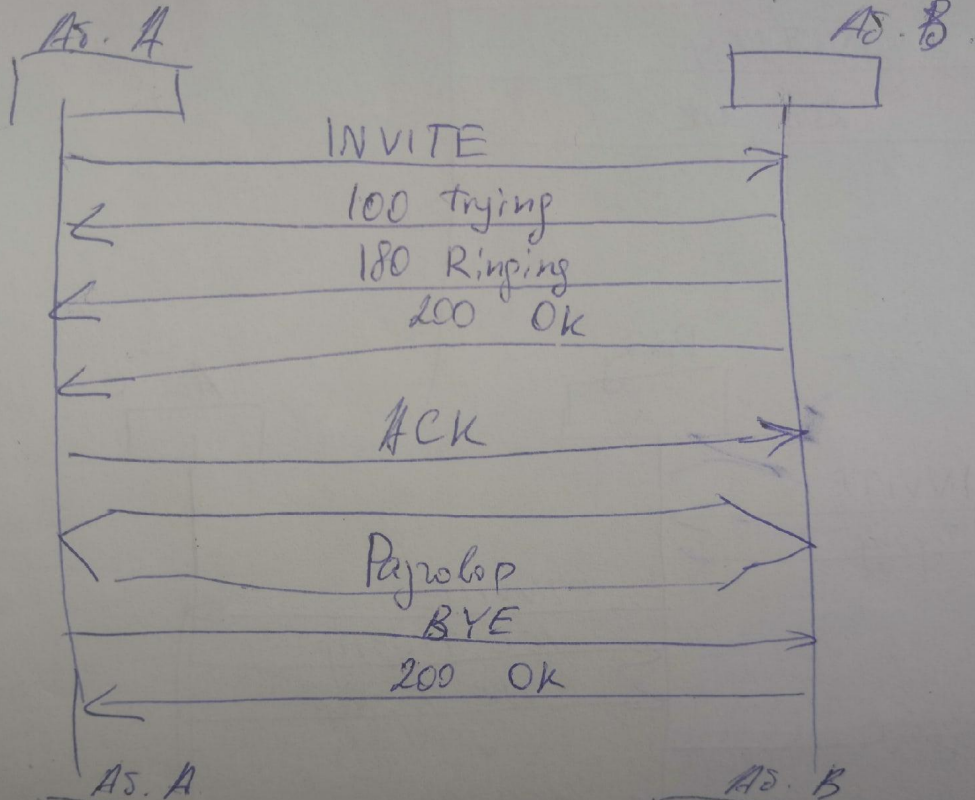 Аб. А Аб. В
INVITE
100 Trying
180 Ringing
200 Ok
ACK
Разговор
BYE
200 Ok
Аб. А Аб. В